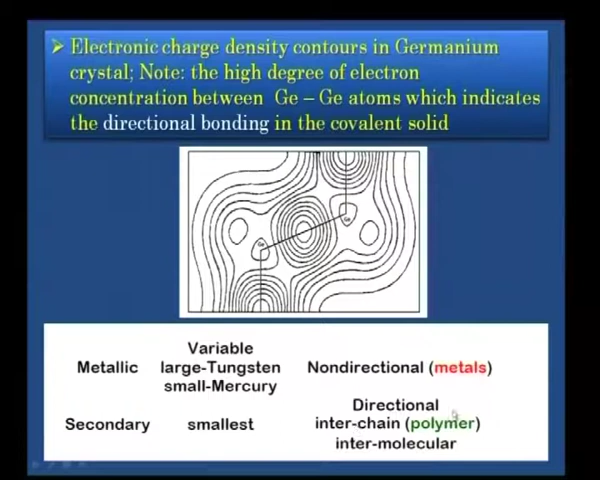 Electronic charge density contours in Germanium
crystal; Note: the high degree of electron
concentration between Ge – Ge atoms which indicates
the directional bonding in the covalent solid
Ge
Ge
Variable
Metallic large-Tungsten Nondirectional (metals)
small-Mercury
Directional
Secondary smallest inter-chain (polymer)
inter-molecular